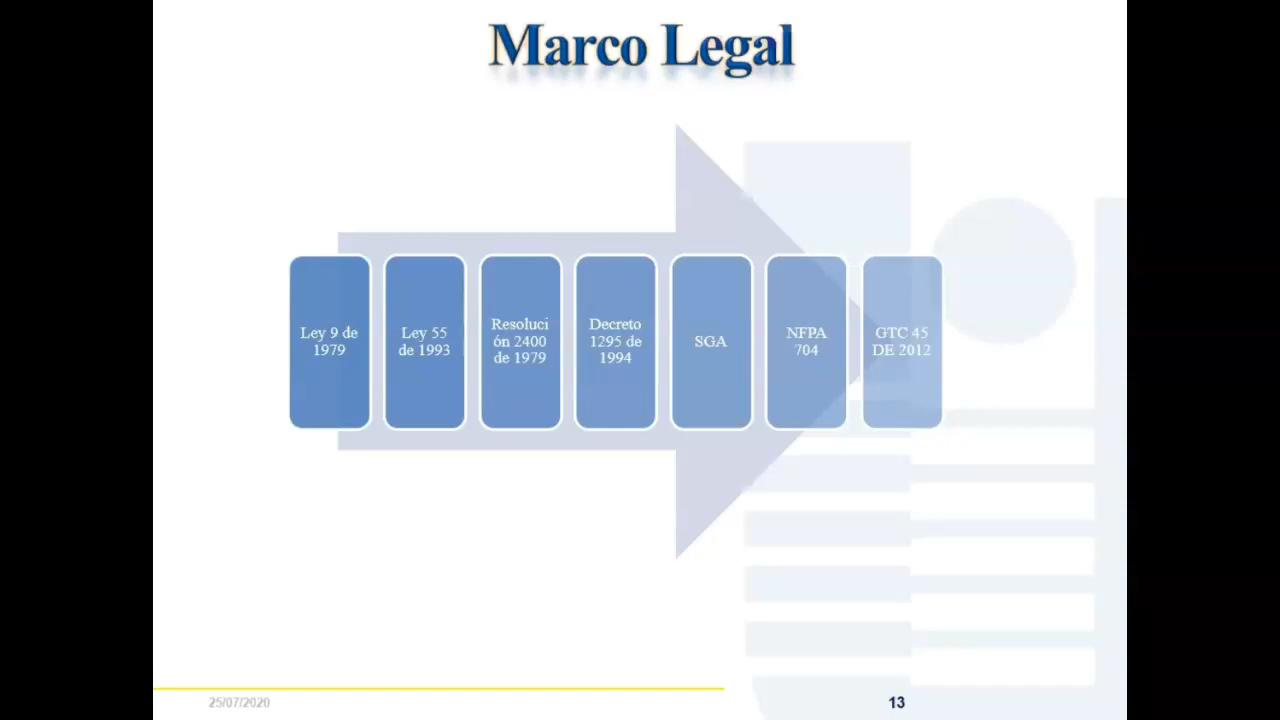 Marco Legal
Ley 9 de
1979
Ley 55
de 1993
Resoluci
ón 2400
de 1979
Decreto
1295 de
1994
SGA
NFPA
704
GTC 45
DE 2012
25/07/2020
13